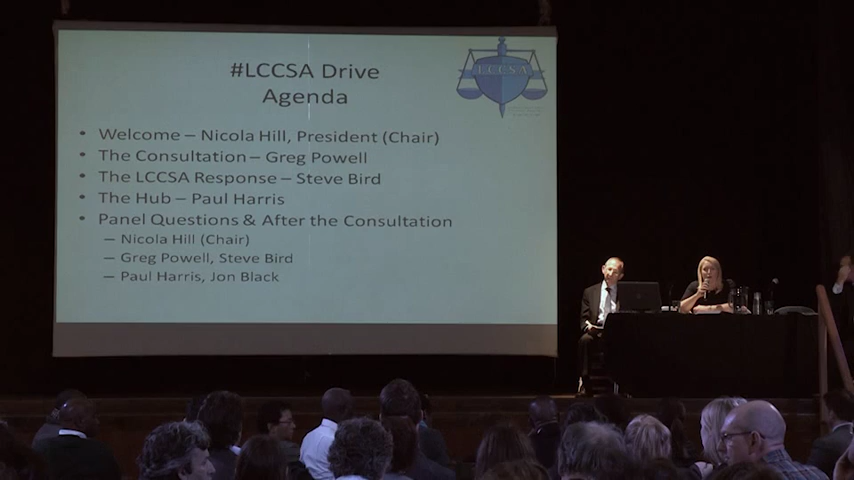 #LCCSA Drive
Agenda
LCCSA
• Welcome – Nicola Hill, President (Chair)
• The Consultation – Greg Powell
• The LCCSA Response – Steve Bird
• The Hub – Paul Harris
• Panel Questions & After the Consultation
– Nicola Hill (Chair)
– Greg Powell, Steve Bird
– Paul Harris, Jon Black